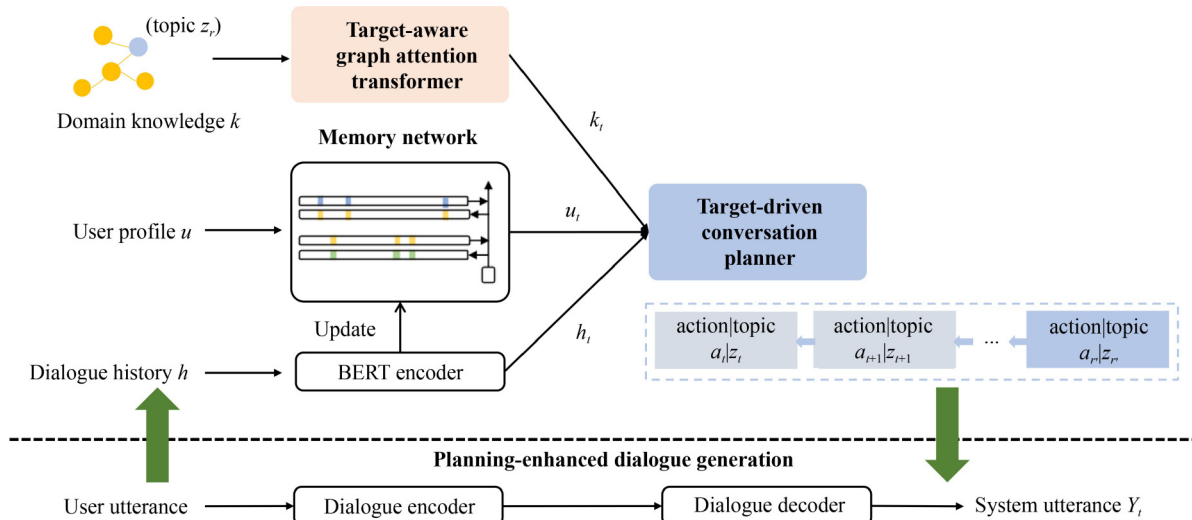 (topic z_r)
Target-aware
graph attention
transformer
Domain knowledge k
k_t
Memory network
User profile u
u_t
Target-driven
conversation
planner
Update
h_t
Dialogue history h
BERT encoder
action|topic
a_t|z_t
action|topic
a_{t+1}|z_{t+1}
...
action|topic
a_r|z_r
Planning-enhanced dialogue generation
User utterance
Dialogue encoder
Dialogue decoder
System utterance Y_t